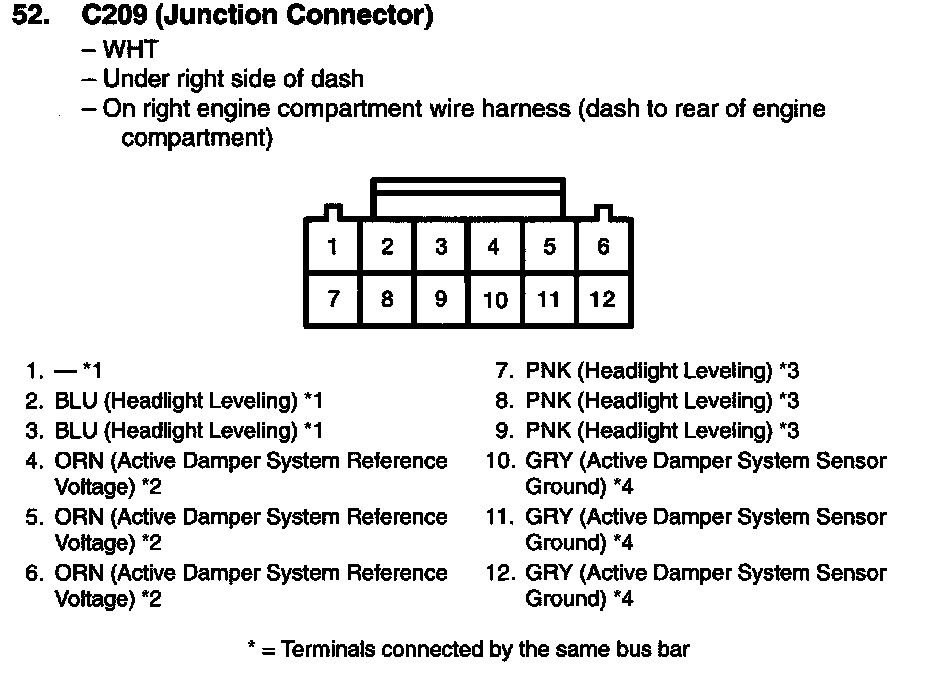 52. C209 (Junction Connector)
– WHT
– Under right side of dash
– On right engine compartment wire harness (dash to rear of engine
compartment)
1 2 3 4 5 6
7 8 9 10 11 12
1. — *1
2. BLU (Headlight Leveling) *1
3. BLU (Headlight Leveling) *1
4. ORN (Active Damper System Reference
Voltage) *2
5. ORN (Active Damper System Reference
Voltage) *2
6. ORN (Active Damper System Reference
Voltage) *2
7. PNK (Headlight Leveling) *3
8. PNK (Headlight Leveling) *3
9. PNK (Headlight Leveling) *3
10. GRY (Active Damper System Sensor
Ground) *4
11. GRY (Active Damper System Sensor
Ground) *4
12. GRY (Active Damper System Sensor
Ground) *4
* = Terminals connected by the same bus bar